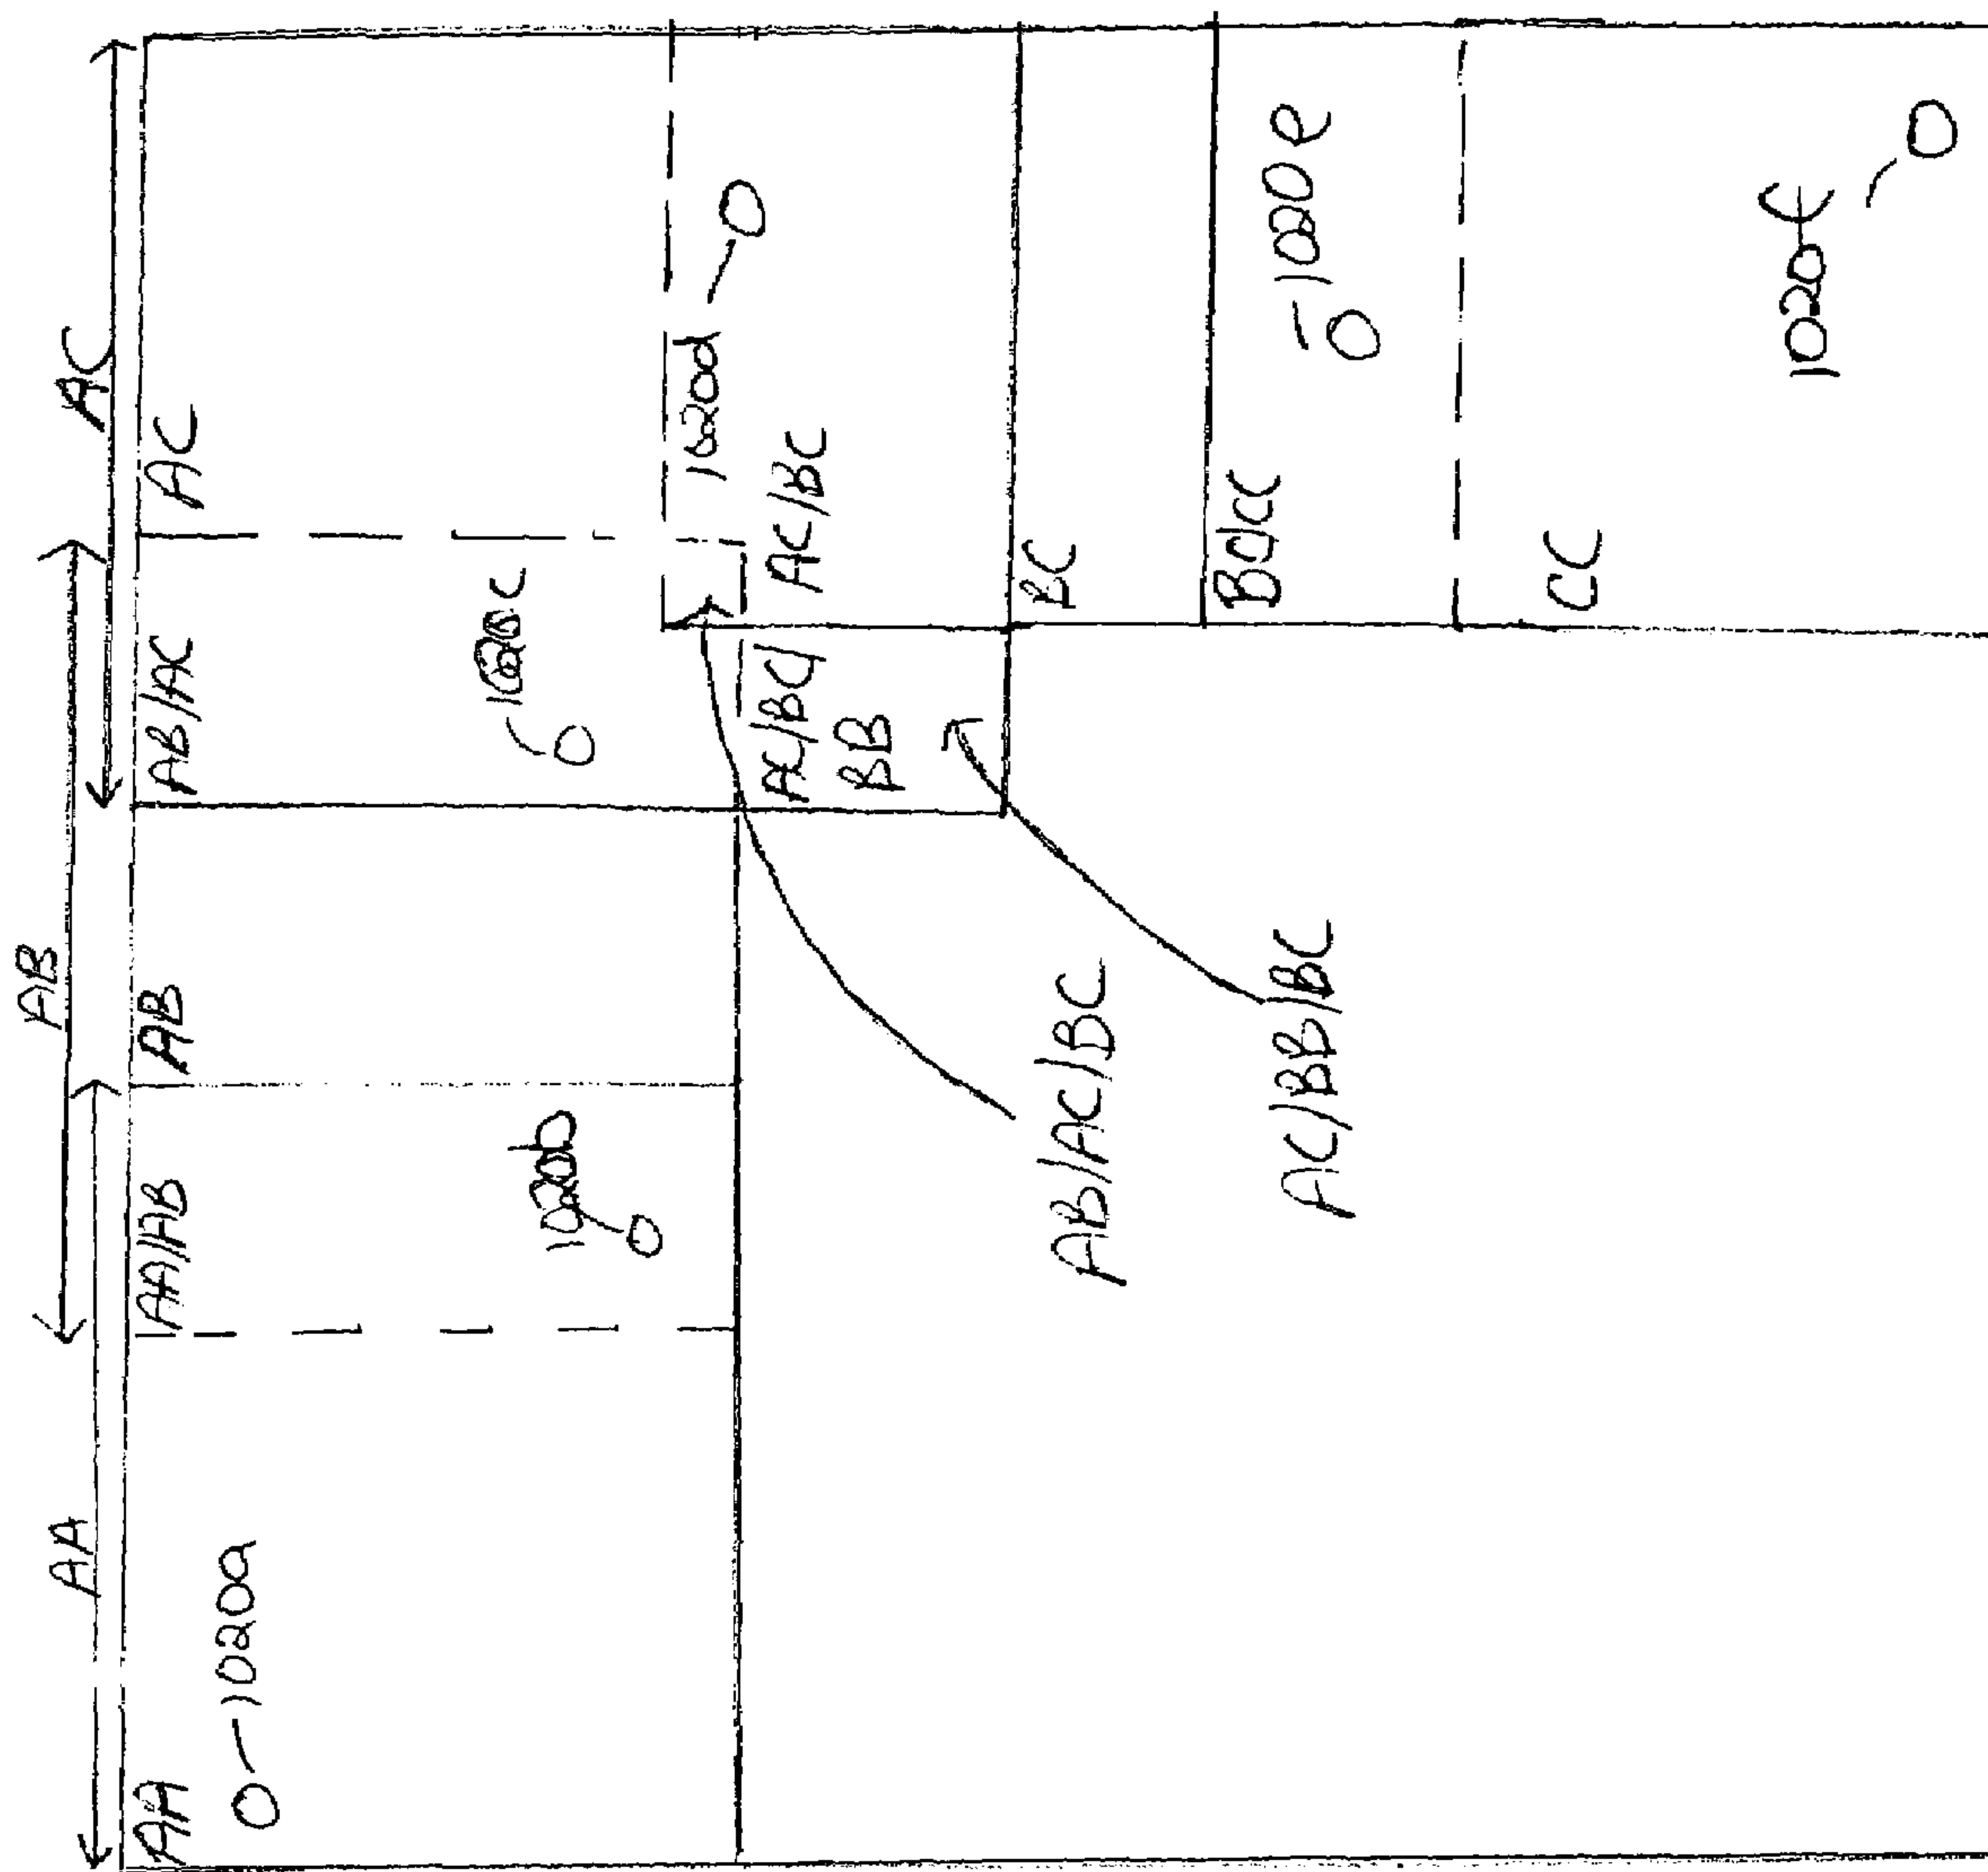 AB
AA
AC
AA
AA/AB
AB
AB/AC
AC
1020a
1020b
1020c
1020d
AC/BC/
BB
AC/BC
BC
AB/AC/BC
BC/CC
1020e
AC/BB/BC
CC
1020f